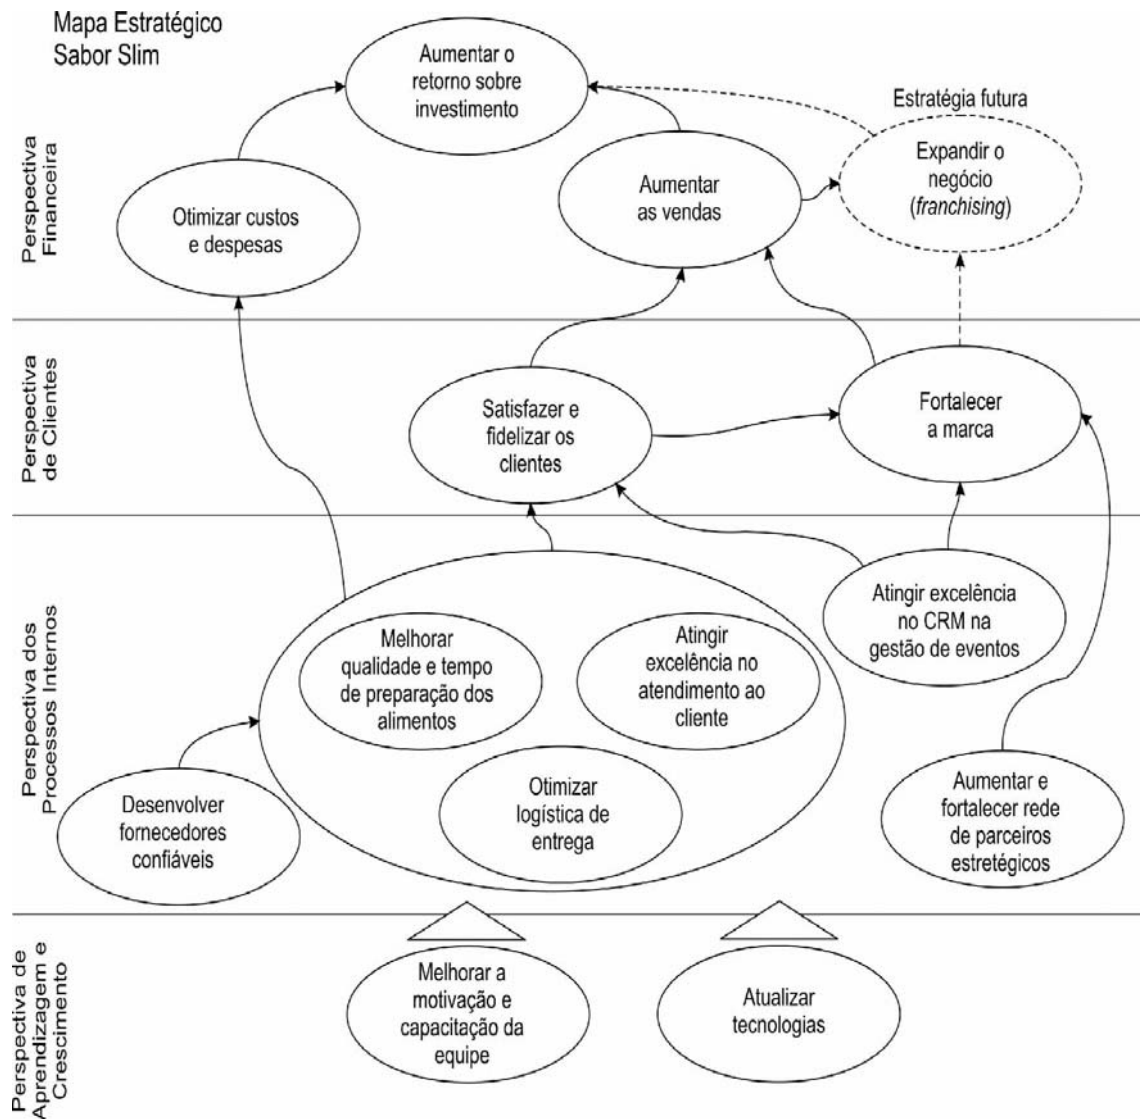 Mapa Estratégico
Sabor Slim
Perspectiva
Financeira
Aumentar o
retorno sobre
investimento
Estratégia futura
Expandir o
negócio
(franchising)
Aumentar
as vendas
Otimizar custos
e despesas
Perspectiva
de Clientes
Satisfazer e
fidelizar os
clientes
Fortalecer
a marca
Perspectiva dos
Processos Internos
Atingir excelência
no CRM na
gestão de eventos
Melhorar
qualidade e tempo
de preparação dos
alimentos
Atingir
excelência no
atendimento ao
cliente
Otimizar
logística de
entrega
Desenvolver
fornecedores
confiáveis
Aumentar e
fortalecer rede
de parceiros
estretégicos
Perspectiva de
Aprendizagem e
Crescimento
Melhorar a
motivação e
capacitação da
equipe
Atualizar
tecnologias